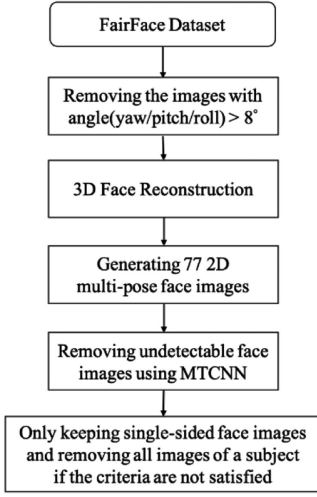 FairFace Dataset
Removing the images with
angle(yaw/pitch/roll) > 8°
3D Face Reconstruction
Generating 77 2D
multi-pose face images
Removing undetectable face
images using MTCNN
Only keeping single-sided face images
and removing all images of a subject
if the criteria are not satisfied